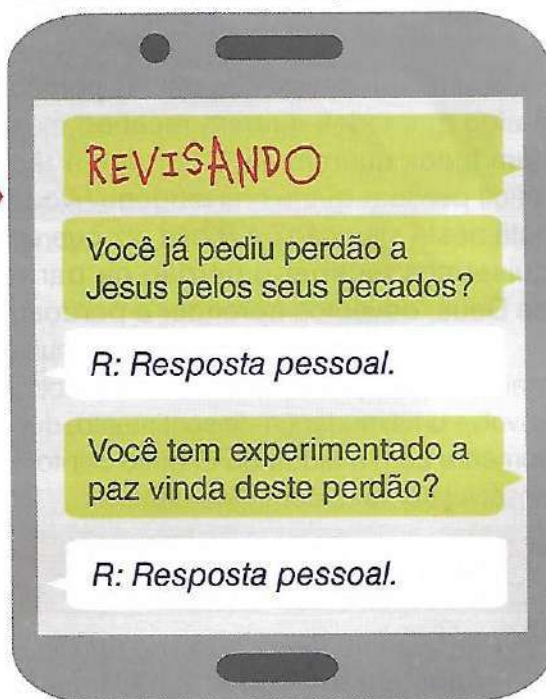 REVISANDO
Você já pediu perdão a
Jesus pelos seus pecados?
R: Resposta pessoal.
Você tem experimentado a
paz vinda deste perdão?
R: Resposta pessoal.